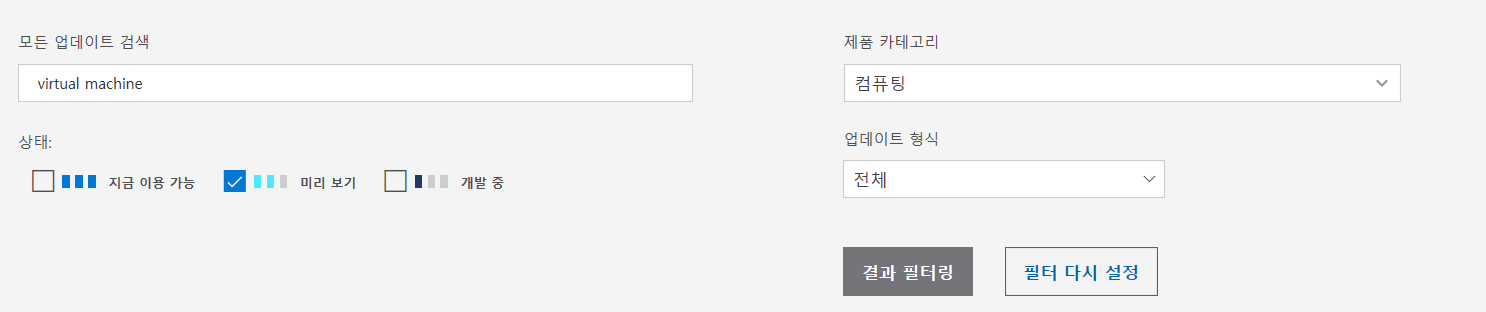 모든 업데이트 검색
virtual machine
상태:
지금 이용 가능 미리 보기 개발 중
제품 카테고리
컴퓨팅
업데이트 형식
전체
결과 필터링 필터 다시 설정